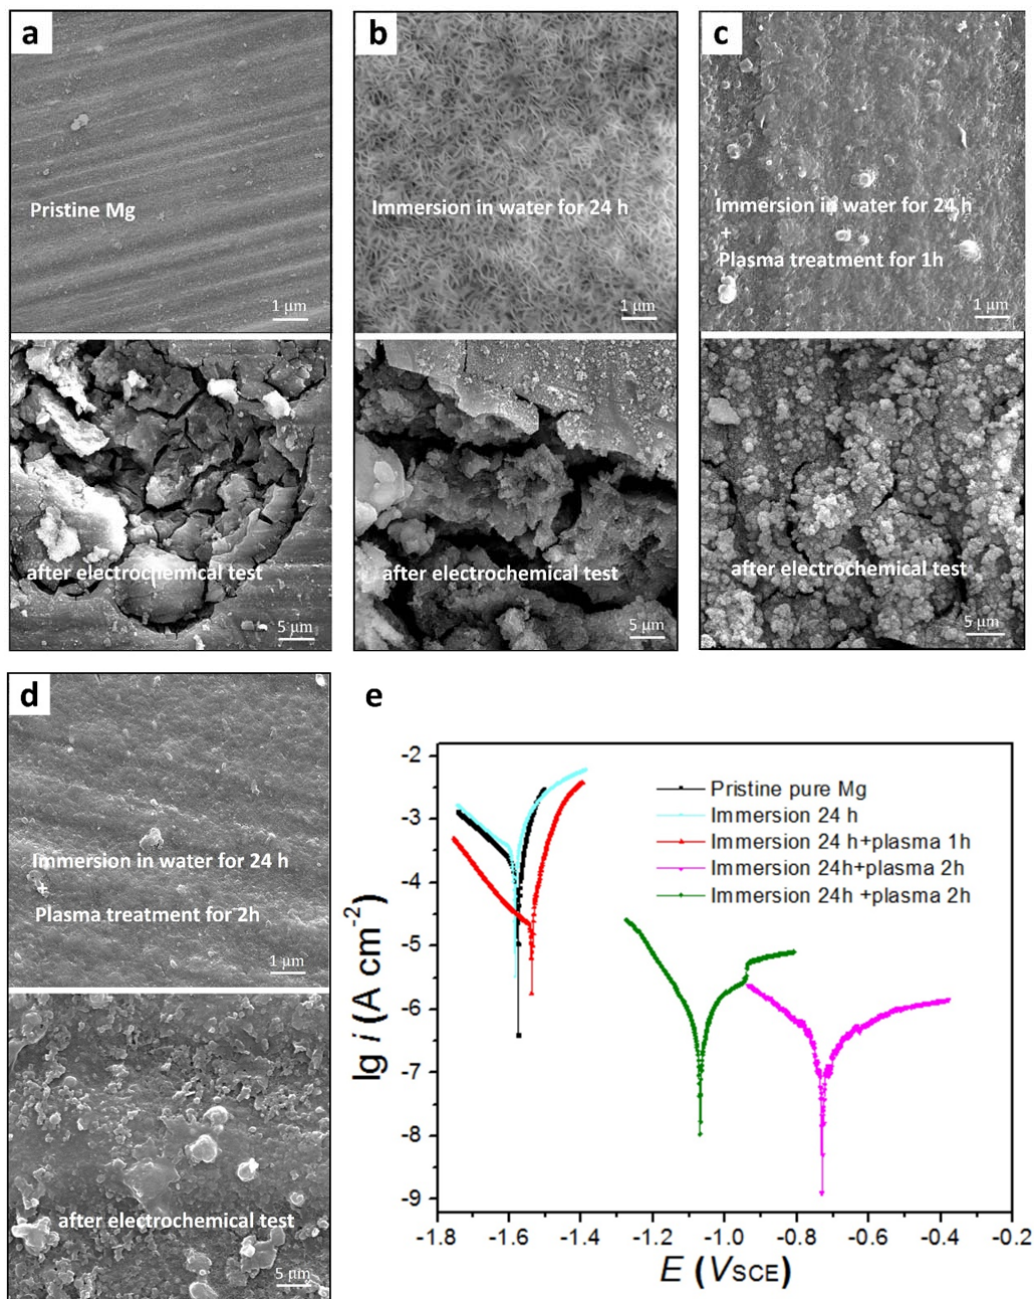 a
Pristine Mg
1 μm
after electrochemical test
5 μm
b
Immersion in water for 24 h
1 μm
after electrochemical test
5 μm
c
Immersion in water for 24 h
+
Plasma treatment for 1h
1 μm
after electrochemical test
5 μm
d
Immersion in water for 24 h
+
Plasma treatment for 2h
1 μm
after electrochemical test
5 μm
e
-2
-3
-4
-5
-6
-7
-8
-9
lg i (A cm-2)
Pristine pure Mg
Immersion 24 h
Immersion 24 h+plasma 1h
Immersion 24h+plasma 2h
Immersion 24h +plasma 2h
-1.8 -1.6 -1.4 -1.2 -1.0 -0.8 -0.6 -0.4 -0.2
E (VSCE)